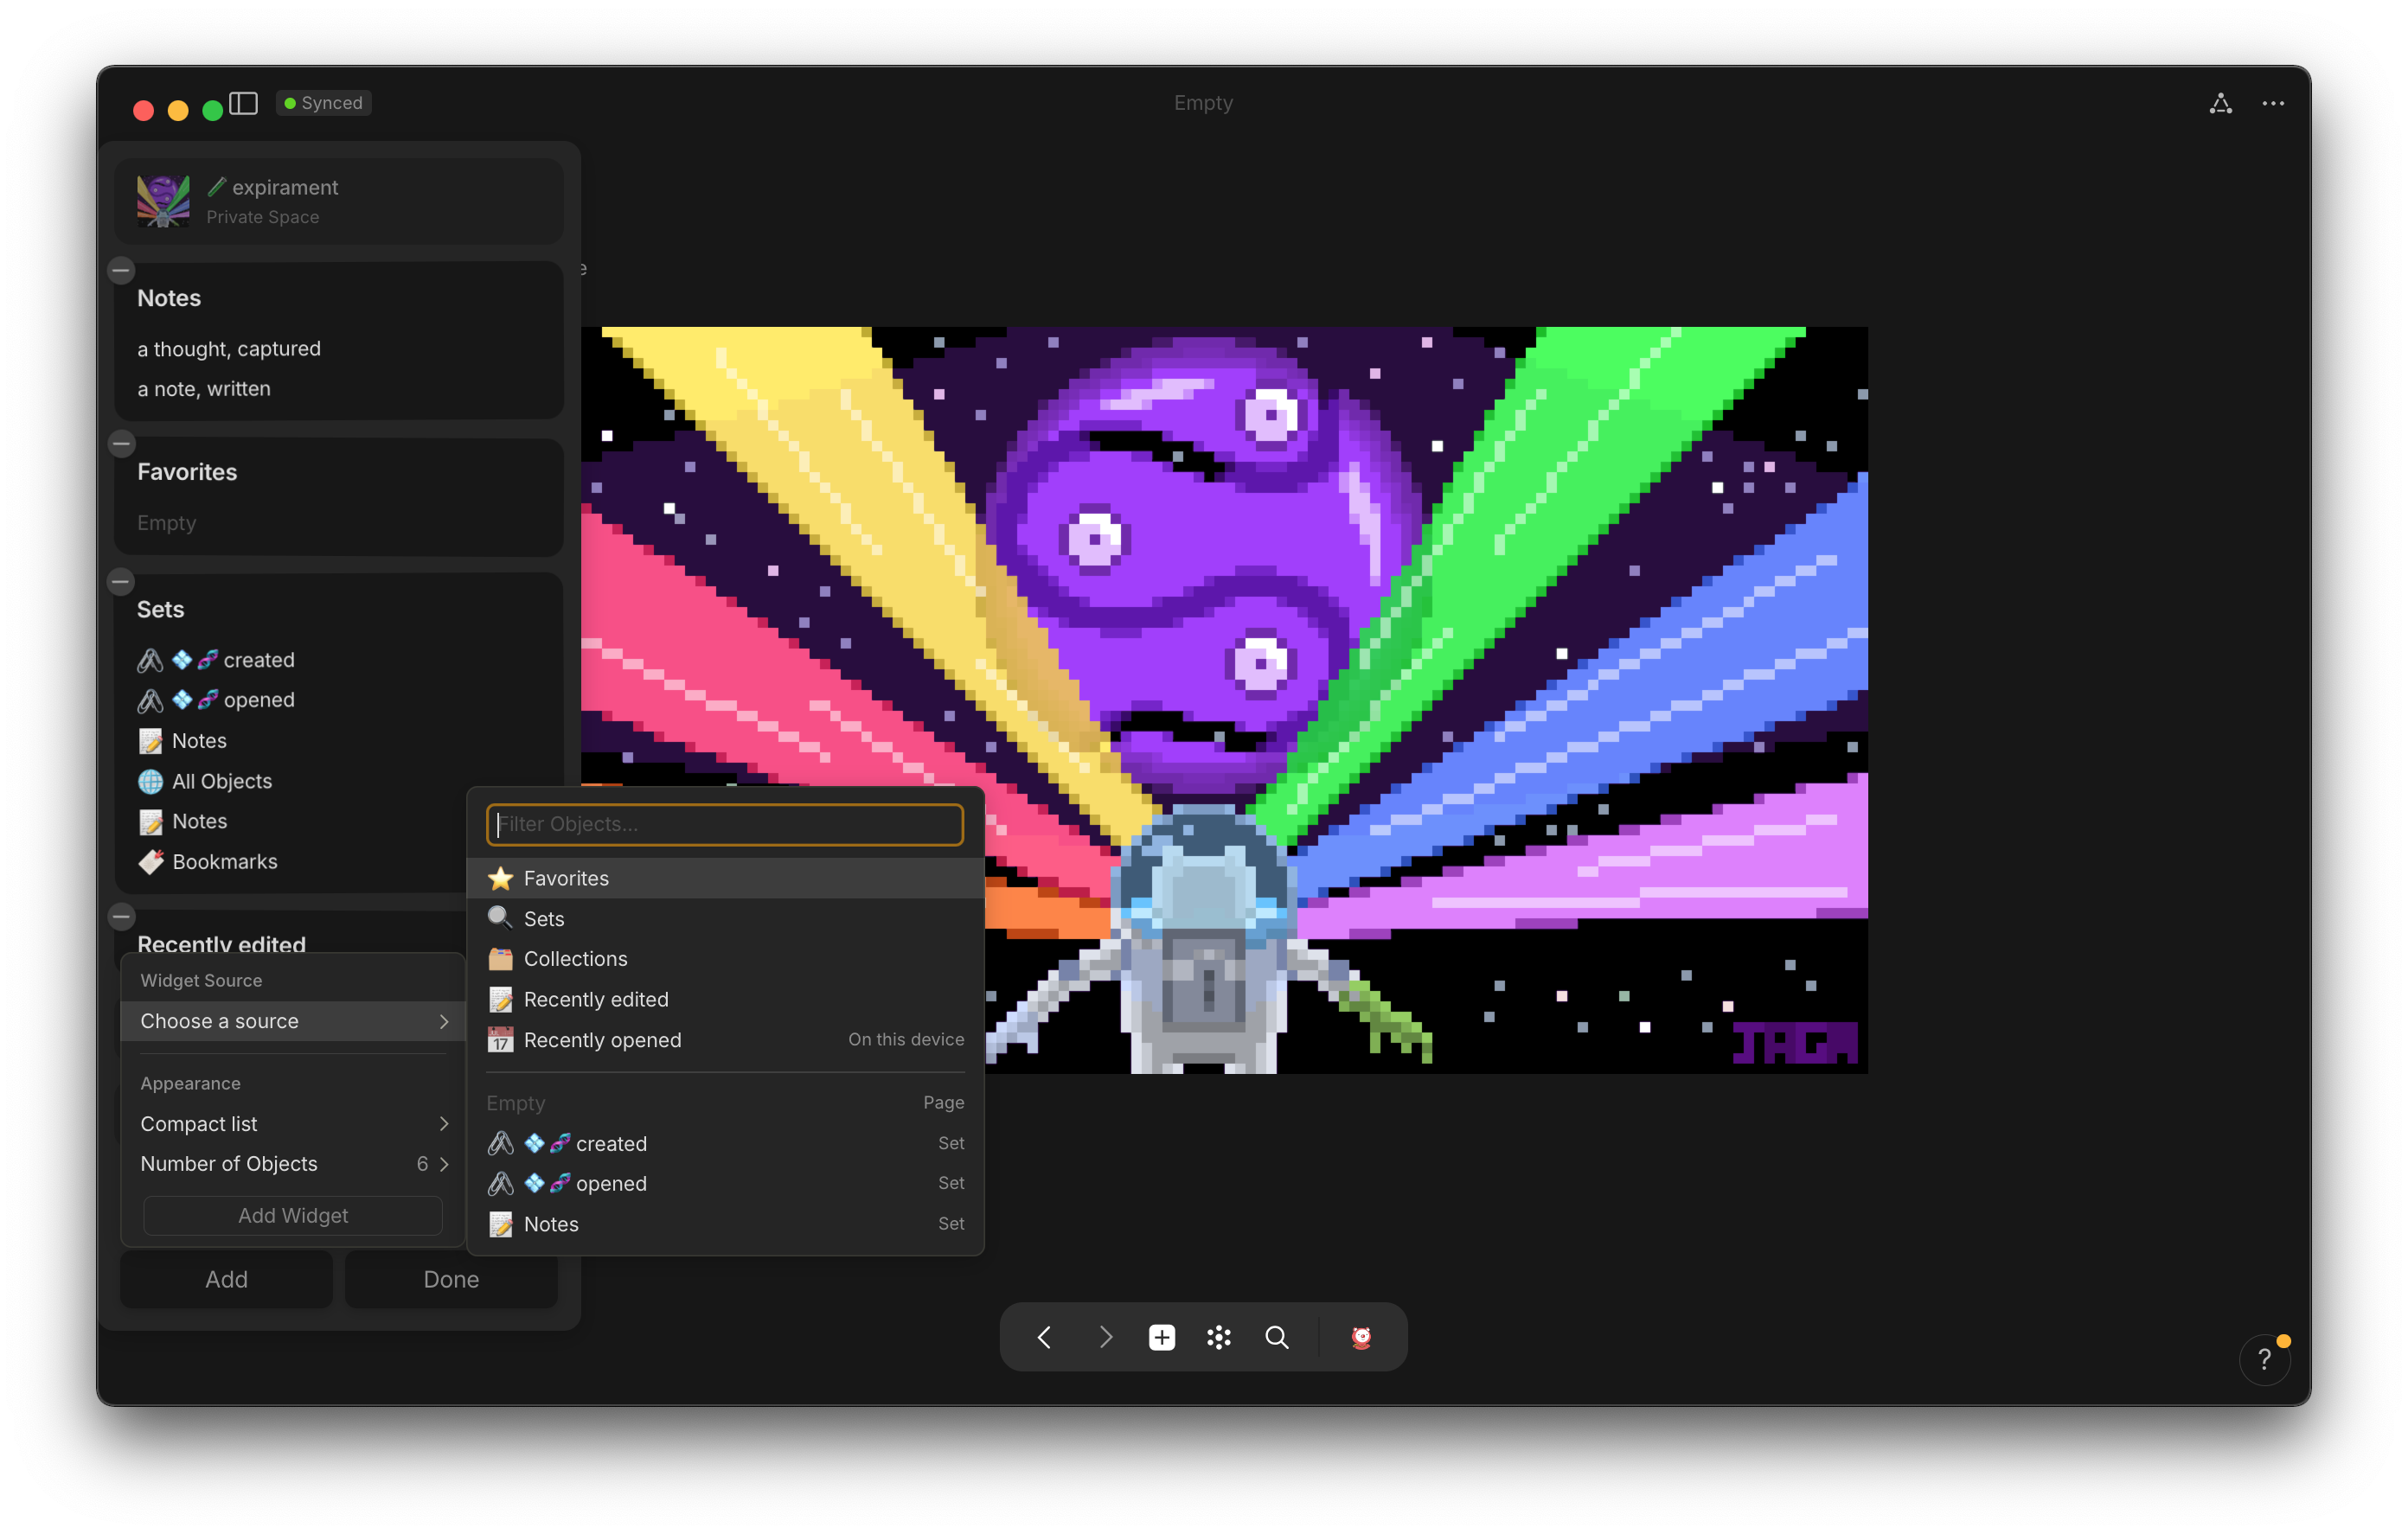 Synced
Empty
expirament
Private Space
e
Notes
a thought, captured
a note, written
Favorites
Empty
Sets
created
opened
Notes
All Objects
Notes
Bookmarks
Recently edited
Widget Source
Choose a source
Appearance
Compact list
Number of Objects 6
Add Widget
Add
Done
Filter Objects...
Favorites
Sets
Collections
Recently edited
17
Recently opened On this device
Empty Page
created Set
opened Set
Notes Set
JAGA
?